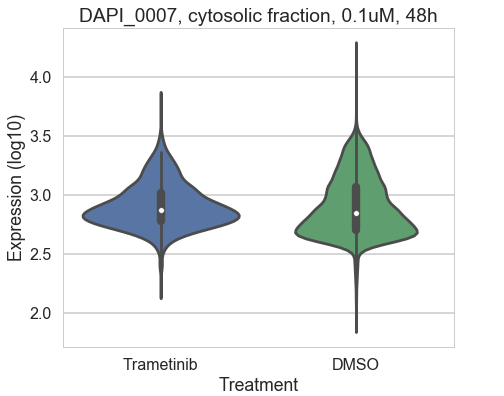 DAPI_0007, cytosolic fraction, 0.1uM, 48h
Expression (log10)
4.0
3.5
3.0
2.5
2.0
Trametinib DMSO
Treatment